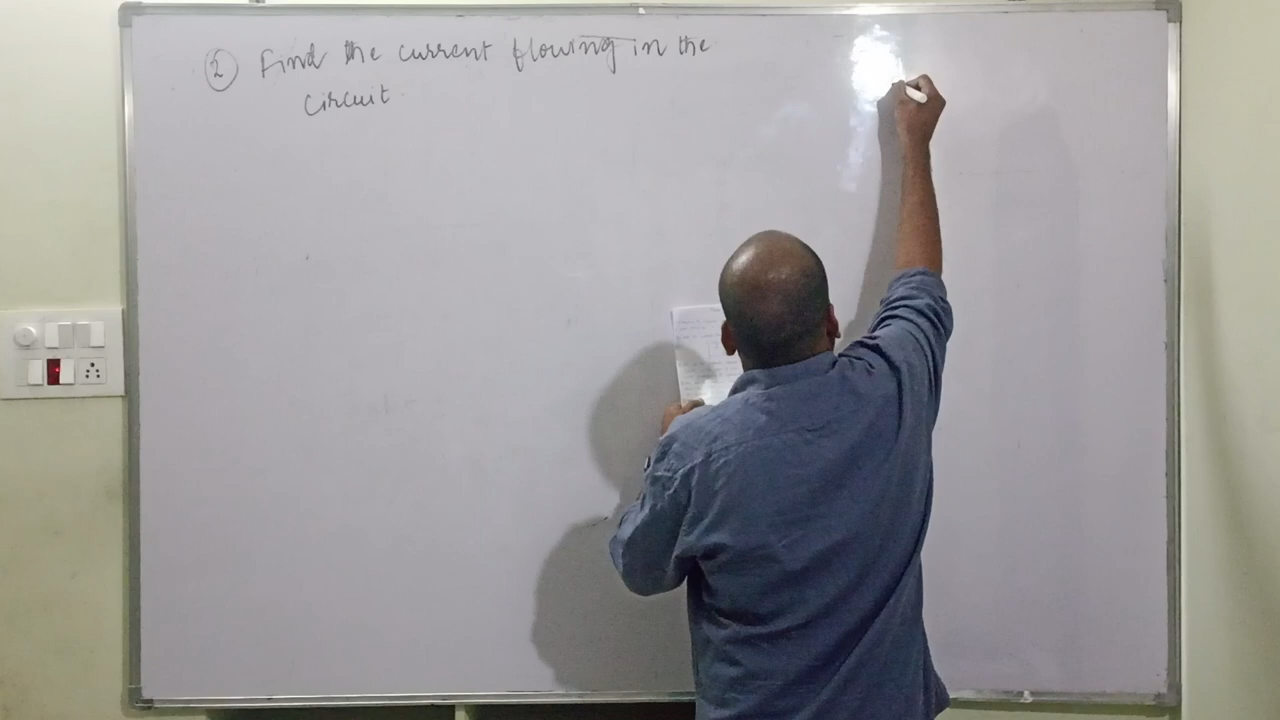 ② Find the current flowing in the
circuit